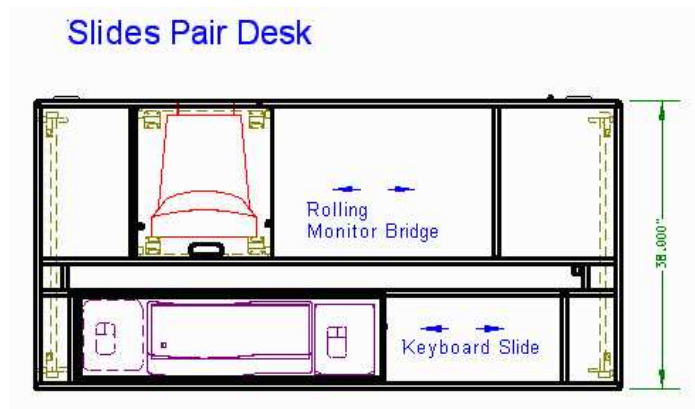 Slides Pair Desk
Rolling
Monitor Bridge
38.000"
Keyboard Slide